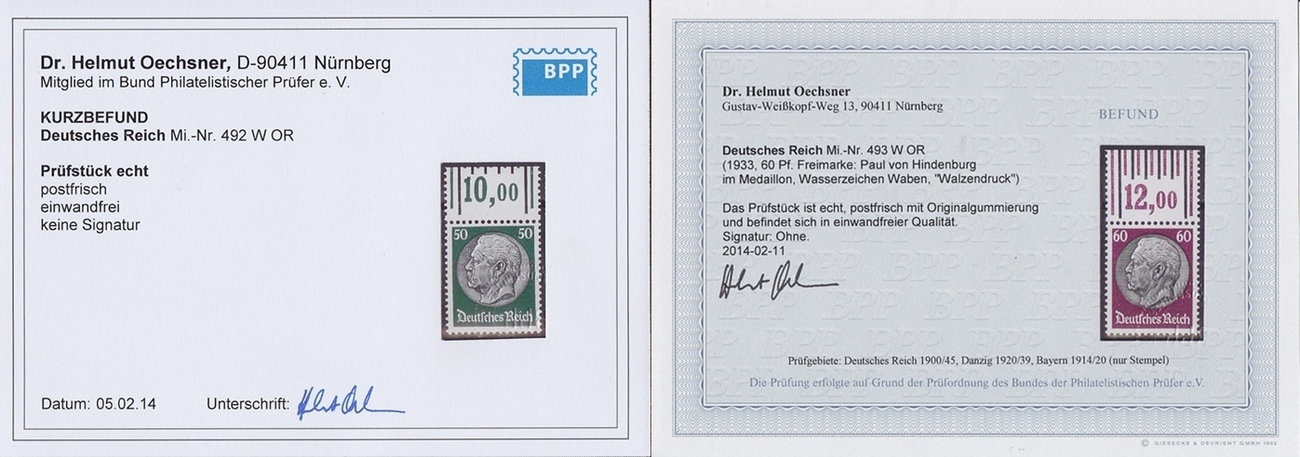 Dr. Helmut Oechsner, D-90411 Nürnberg
Mitglied im Bund Philatelistischer Prüfer e. V.
BPP
KURZBEFUND
Deutsches Reich Mi.-Nr. 492 W OR
Prüfstück echt
postfrisch
einwandfrei
keine Signatur
10,00
50 50
Deutsches Reich
Datum: 05.02.14 Unterschrift:
Dr. Helmut Oechsner
Gustav-Weißkopf-Weg 13, 90411 Nürnberg
BEFUND
Deutsches Reich Mi.-Nr. 493 W OR
(1933, 60 Pf. Freimarke: Paul von Hindenburg
im Medaillon, Wasserzeichen Waben, "Walzendruck")
Das Prüfstück ist echt, postfrisch mit Originalgummierung
und befindet sich in einwandfreier Qualität.
Signatur: Ohne.
2014-02-11
12,00
60 60
Deutsches Reich
Prüfgebiete: Deutsches Reich 1900/45, Danzig 1920/39, Bayern 1914/20 (nur Stempel)
Die Prüfung erfolgte auf Grund der Prüfordnung des Bundes der Philatelistischen Prüfer e.V.
© GIESECKE & DEVRIENT GMBH 1992